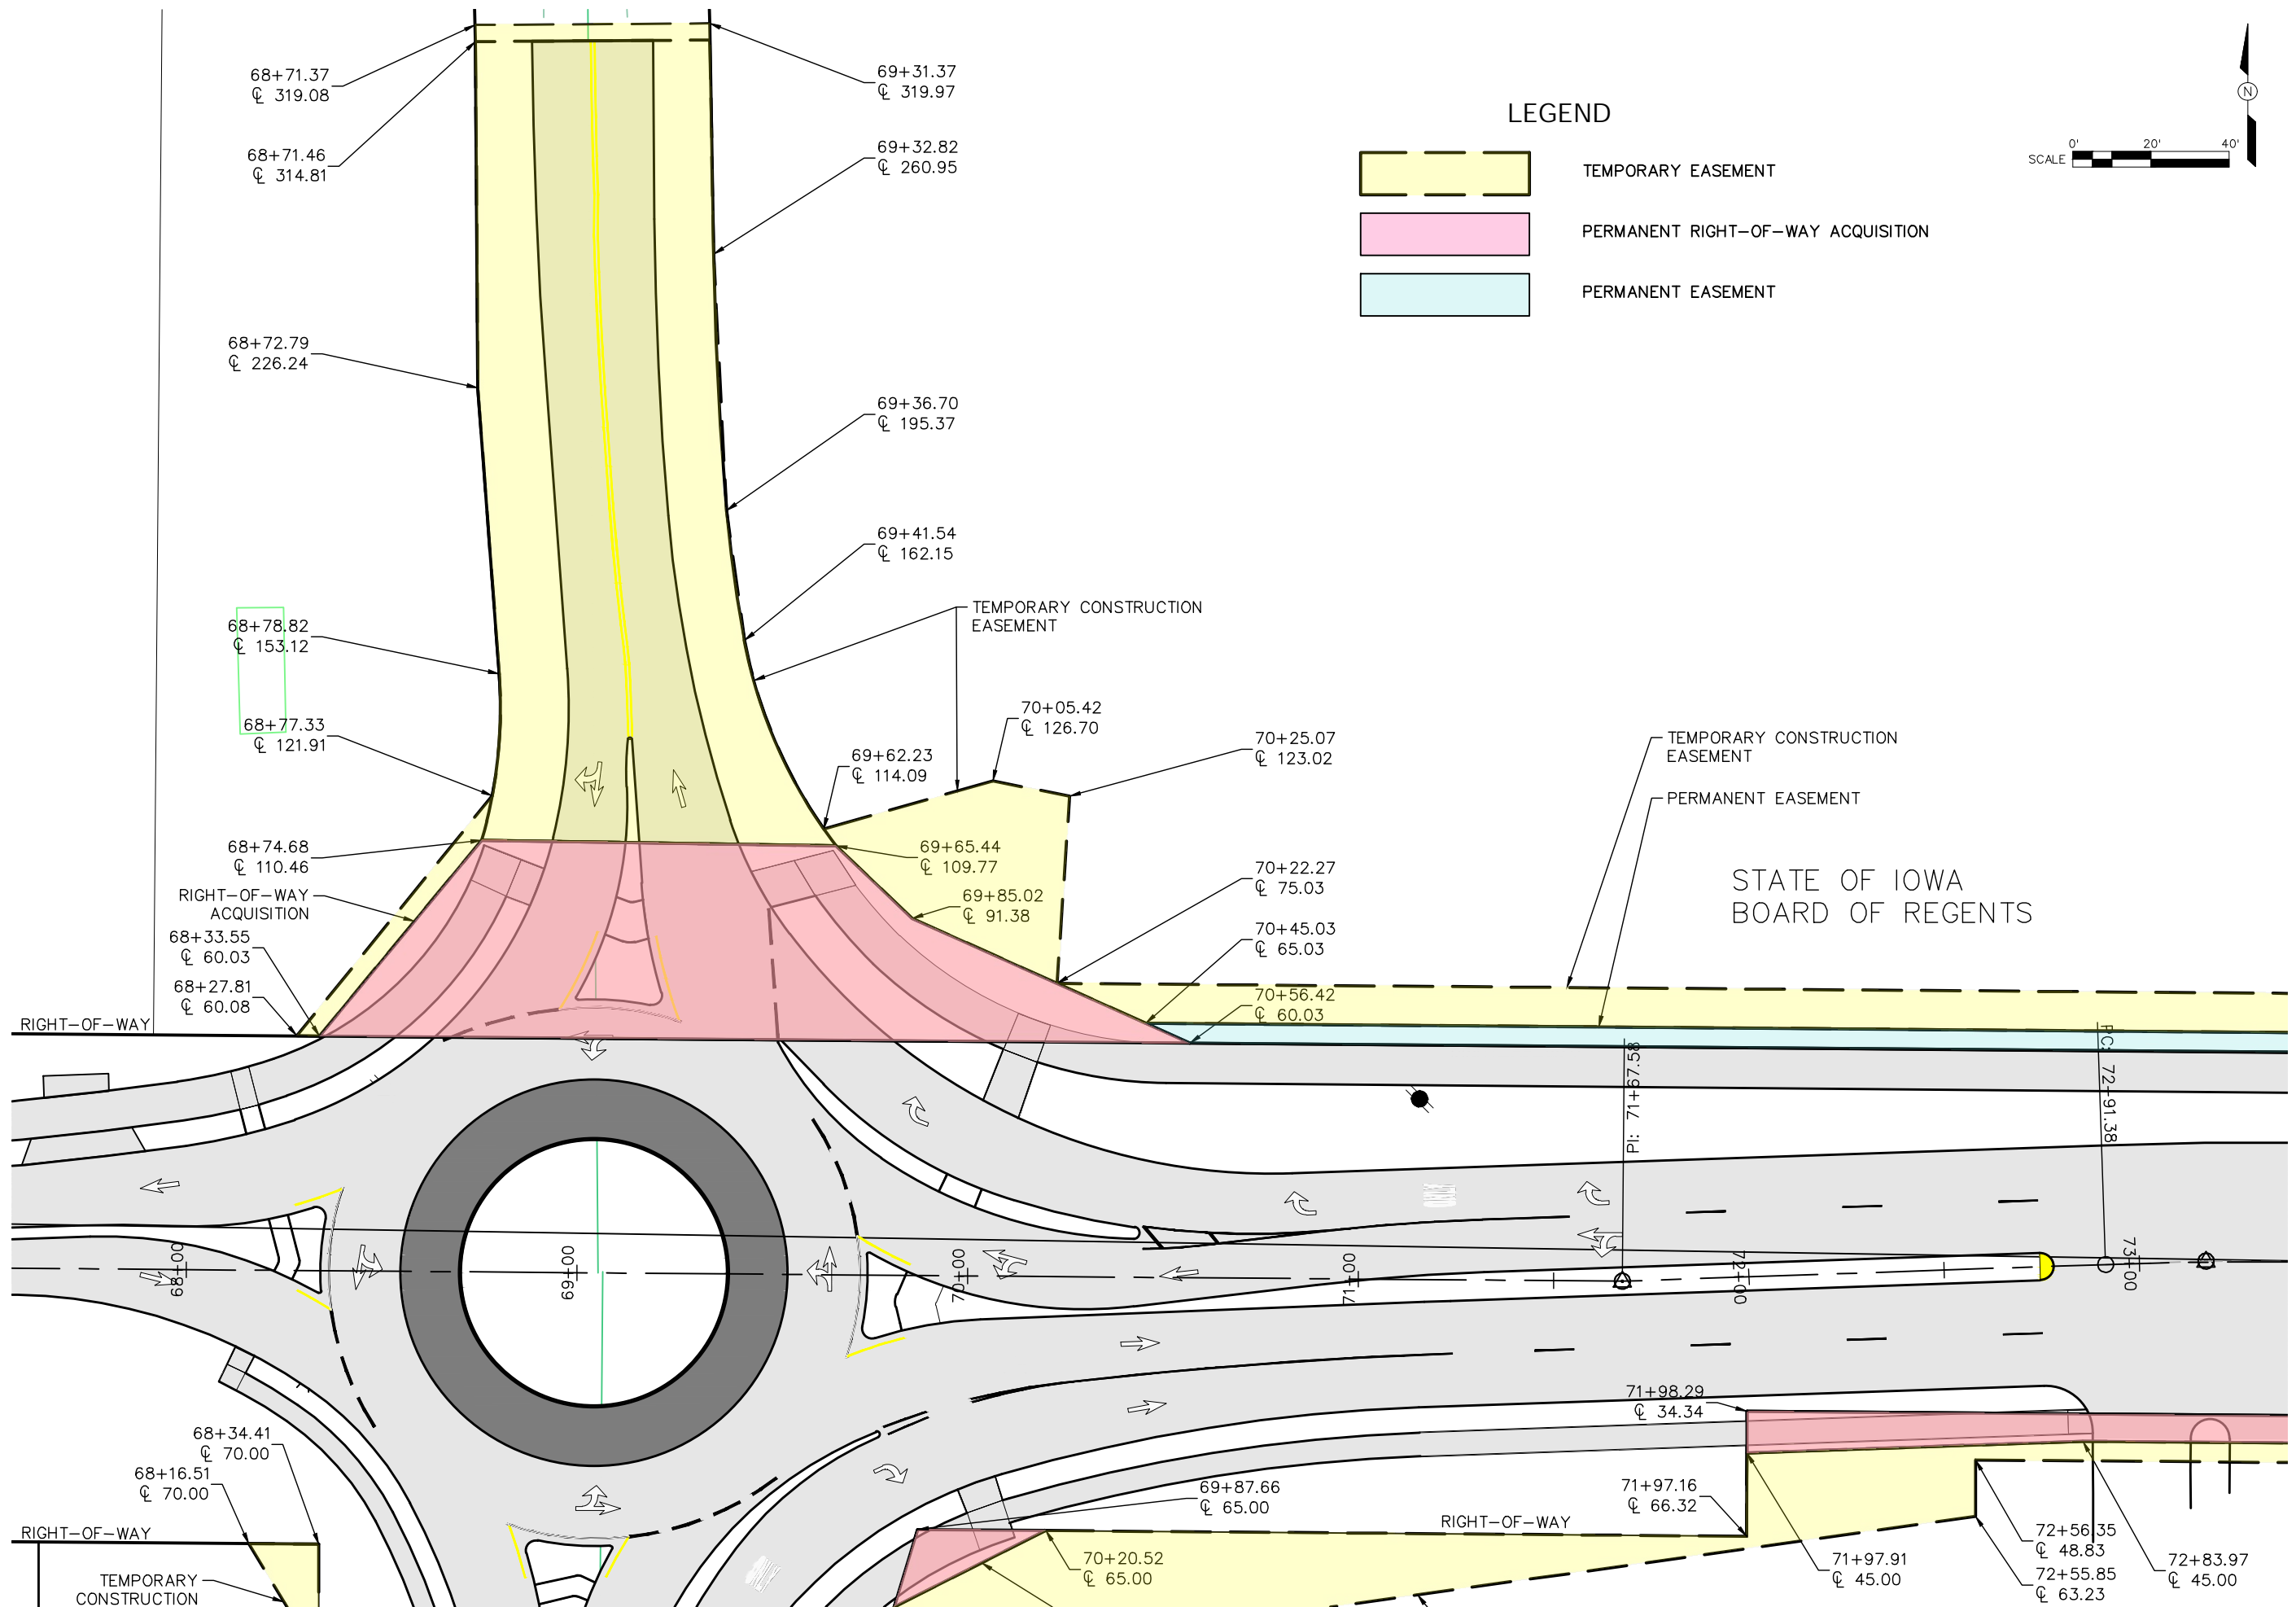 68+71.37
℄ 319.08
68+71.46
℄ 314.81
69+31.37
℄ 319.97
69+32.82
℄ 260.95
LEGEND
TEMPORARY EASEMENT
PERMANENT RIGHT-OF-WAY ACQUISITION
PERMANENT EASEMENT
N
SCALE
0' 20' 40'
68+72.79
℄ 226.24
69+36.70
℄ 195.37
69+41.54
℄ 162.15
TEMPORARY CONSTRUCTION
EASEMENT
68+78.82
℄ 153.12
68+77.33
℄ 121.91
70+05.42
℄ 126.70
69+62.23
℄ 114.09
70+25.07
℄ 123.02
TEMPORARY CONSTRUCTION
EASEMENT
PERMANENT EASEMENT
68+74.68
℄ 110.46
69+65.44
℄ 109.77
RIGHT-OF-WAY
ACQUISITION
69+85.02
℄ 91.38
70+22.27
℄ 75.03
STATE OF IOWA
BOARD OF REGENTS
68+33.55
℄ 60.03
70+45.03
℄ 65.03
68+27.81
℄ 60.08
70+56.42
℄ 60.03
RIGHT-OF-WAY
PI: 71+67.58
PC: 72+91.38
68+00
69+00
70+00
71+00
72+00
73+00
71+98.29
℄ 34.34
68+34.41
℄ 70.00
68+16.51
℄ 70.00
69+87.66
℄ 65.00
71+97.16
℄ 66.32
RIGHT-OF-WAY
RIGHT-OF-WAY
70+20.52
℄ 65.00
71+97.91
℄ 45.00
72+56.35
℄ 48.83
72+55.85
℄ 63.23
72+83.97
℄ 45.00
TEMPORARY
CONSTRUCTION